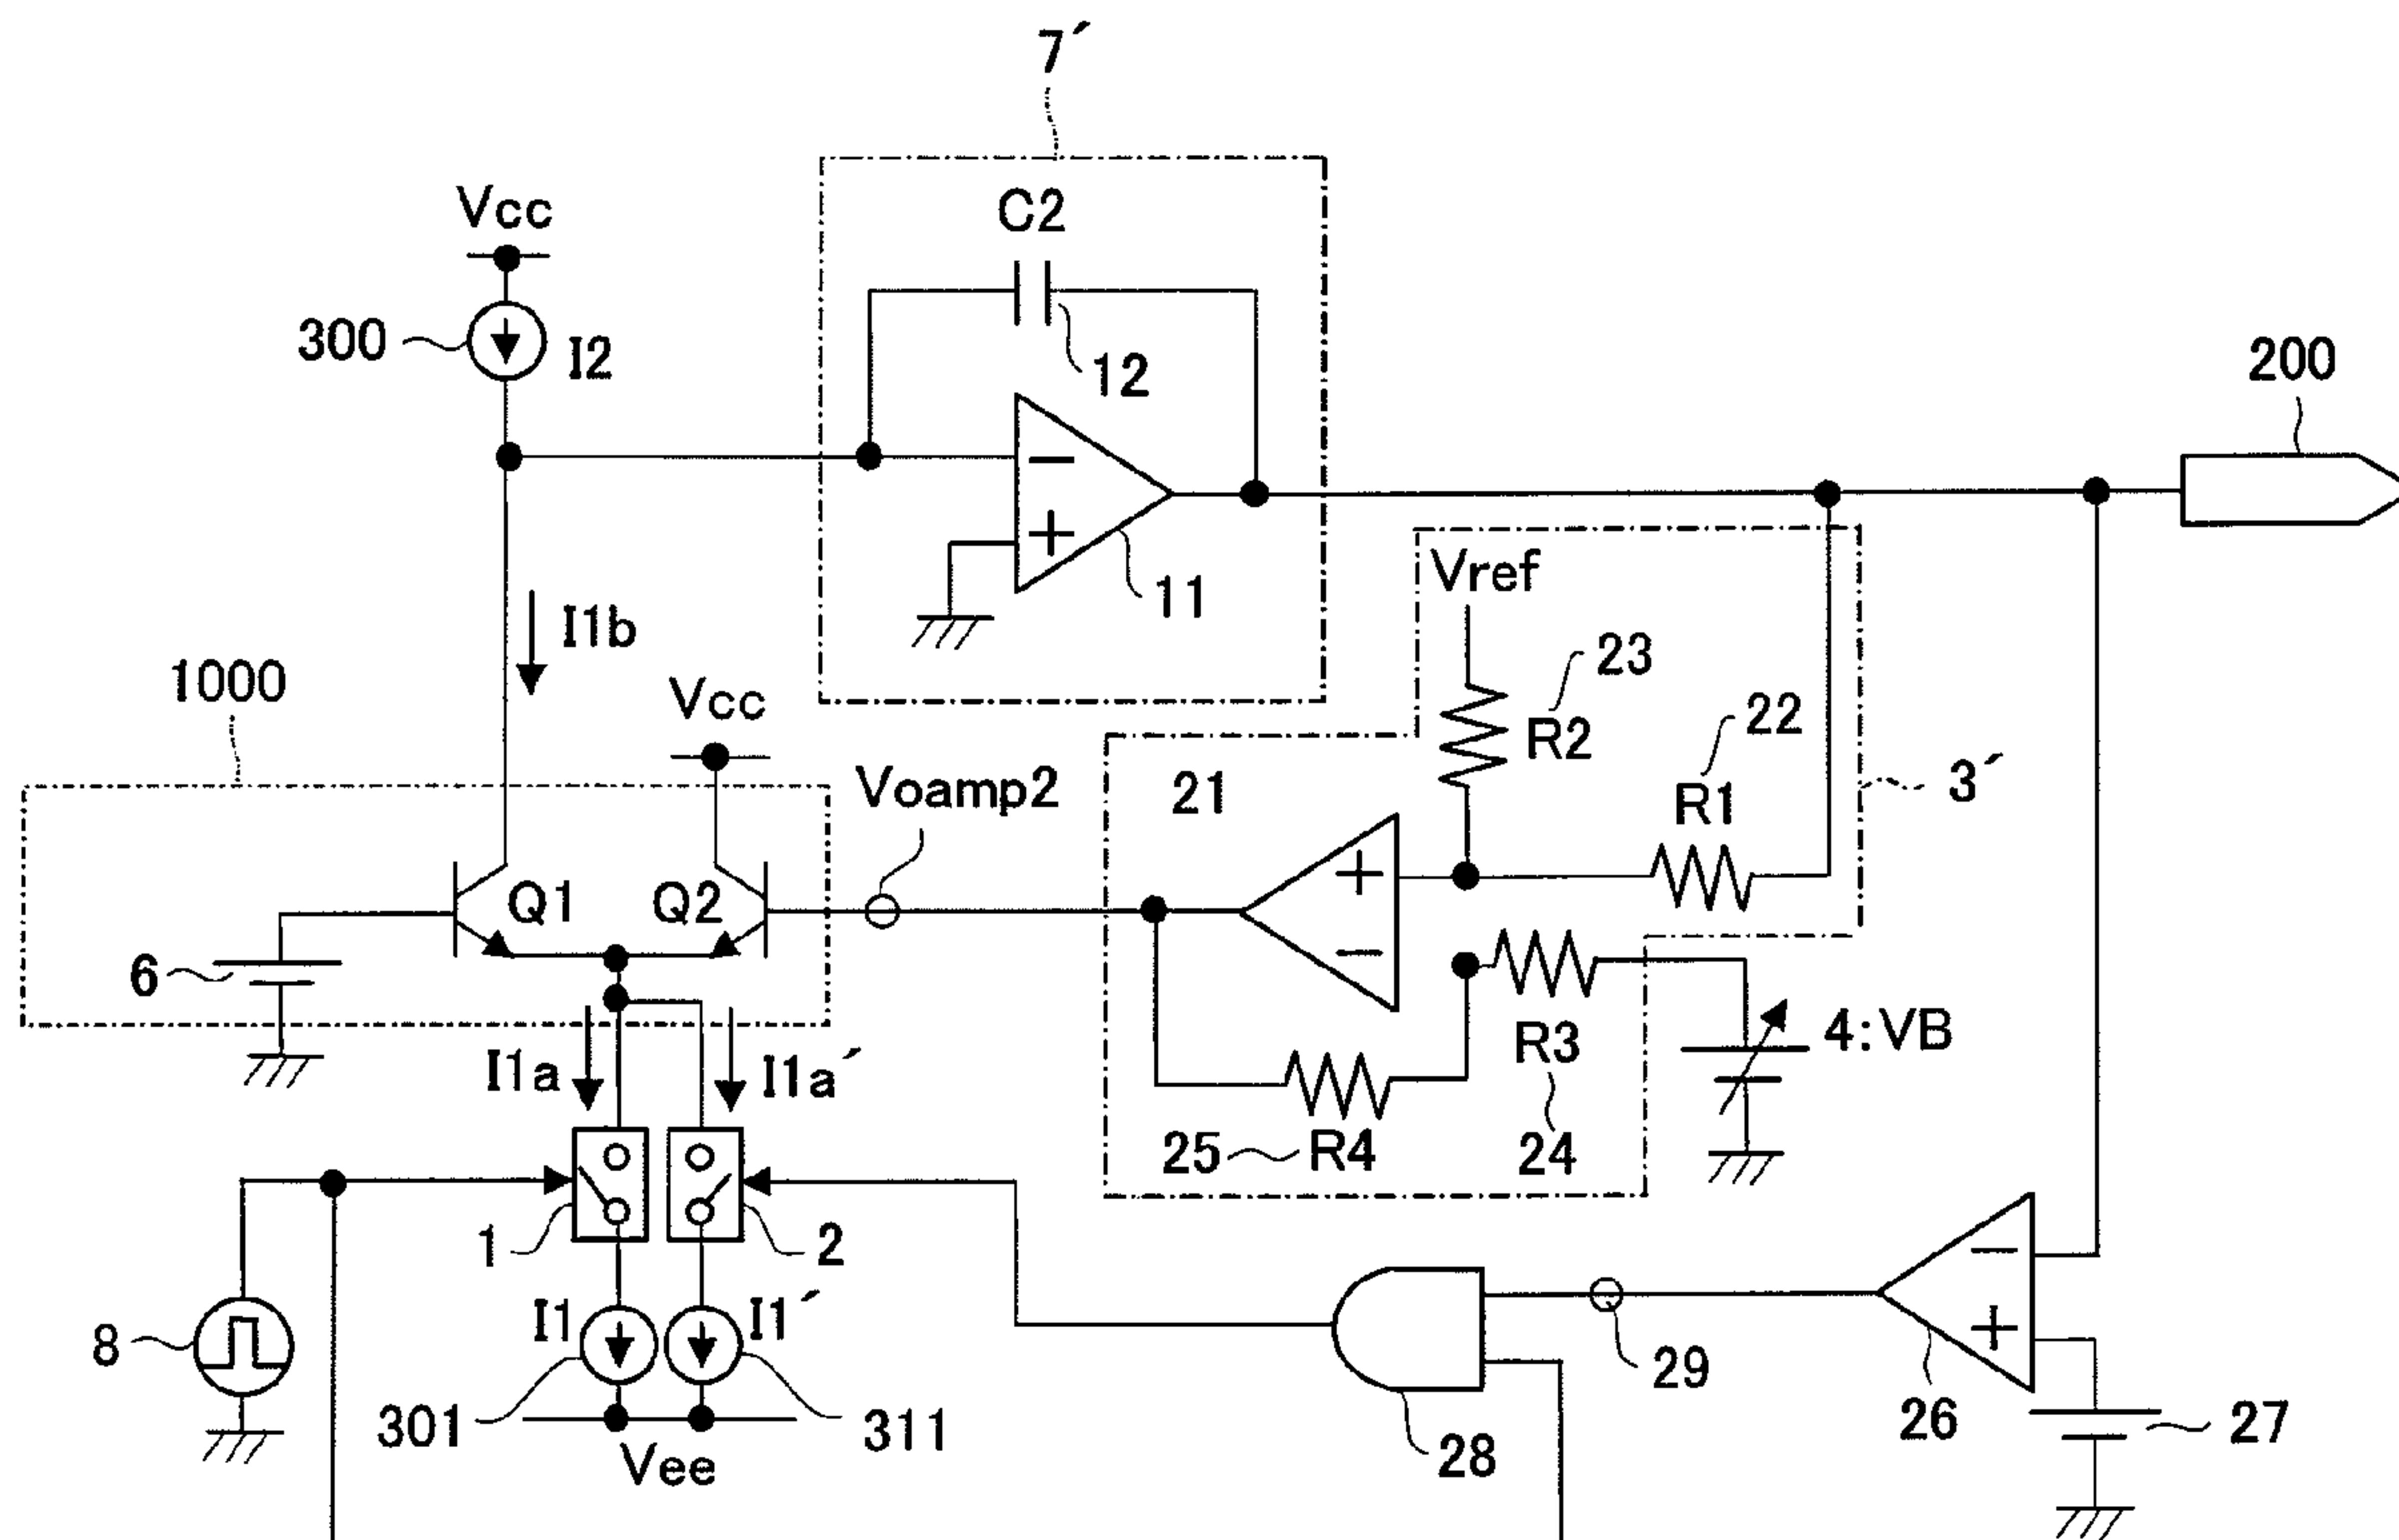 7´
C2
Vcc
300
I2
12
200
Vref
11
I1b
23
22
1000
Vcc
R2
3´
Voamp2
21
R1
Q1
Q2
6
I1a
I1a´
R3
4:VB
25
R4
24
1
2
I1
I1´
8
29
26
27
301
311
28
Vee